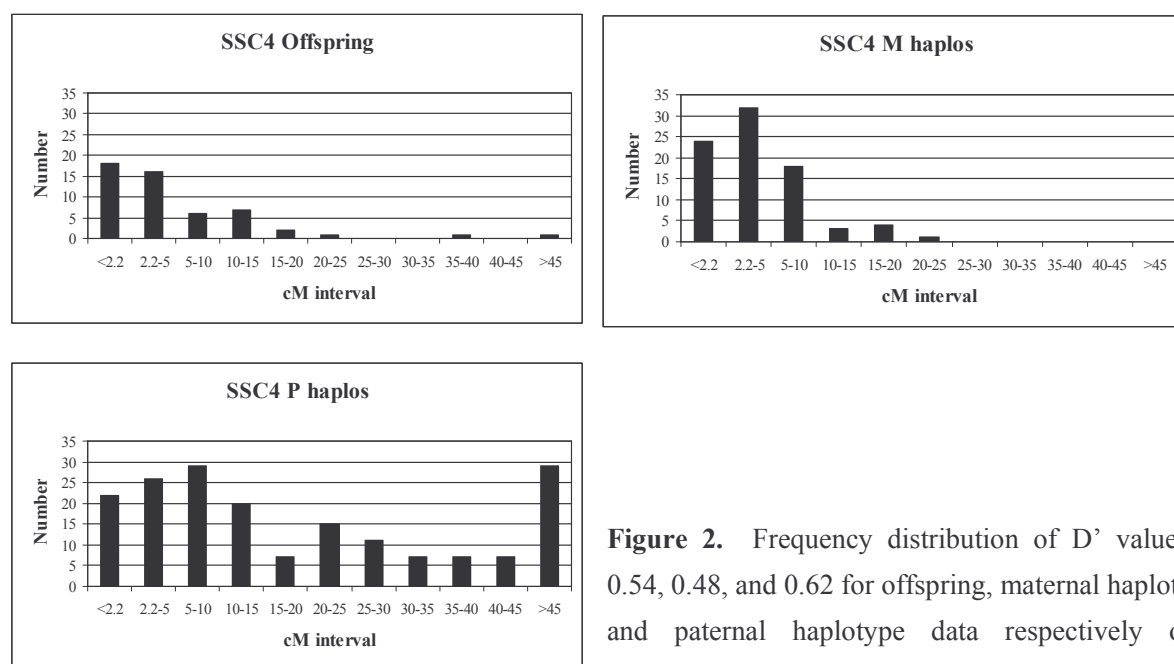 SSC4 Offspring
Number
35
30
25
20
15
10
5
0
<2.2 2.2-5 5-10 10-15 15-20 20-25 25-30 30-35 35-40 40-45 >45
cM interval
SSC4 M haplos
Number
35
30
25
20
15
10
5
0
<2.2 2.2-5 5-10 10-15 15-20 20-25 25-30 30-35 35-40 40-45 >45
cM interval
SSC4 P haplos
Number
35
30
25
20
15
10
5
0
<2.2 2.2-5 5-10 10-15 15-20 20-25 25-30 30-35 35-40 40-45 >45
cM interval
Figure 2. Frequency distribution of D’ value
0.54, 0.48, and 0.62 for offspring, maternal haplot
and paternal haplotype data respectively